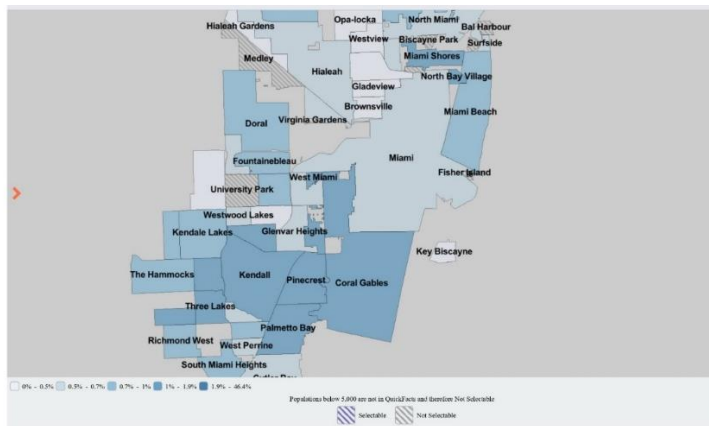 Opa-locka
North Miami
Hialeah Gardens
Bal Harbour
Westview
Biscayne Park
Surfside
Medley
Miami Shores
Hialeah
North Bay Village
Gladeview
Brownsville
Miami Beach
Doral
Virginia Gardens
Fountainebleau
Miami
West Miami
Fisher Island
University Park
Westwood Lakes
Kendale Lakes
Glenvar Heights
Key Biscayne
The Hammocks
Kendall
Pinecrest
Coral Gables
Three Lakes
Palmetto Bay
Richmond West
West Perrine
South Miami Heights
Cutler Bay
0% - 0.5% 0.5% - 0.7% 0.7% - 1% 1% - 1.9% 1.9% - 46.4%
Populations below 5,000 are not in QuickFacts and therefore Not Selectable
Selectable Not Selectable